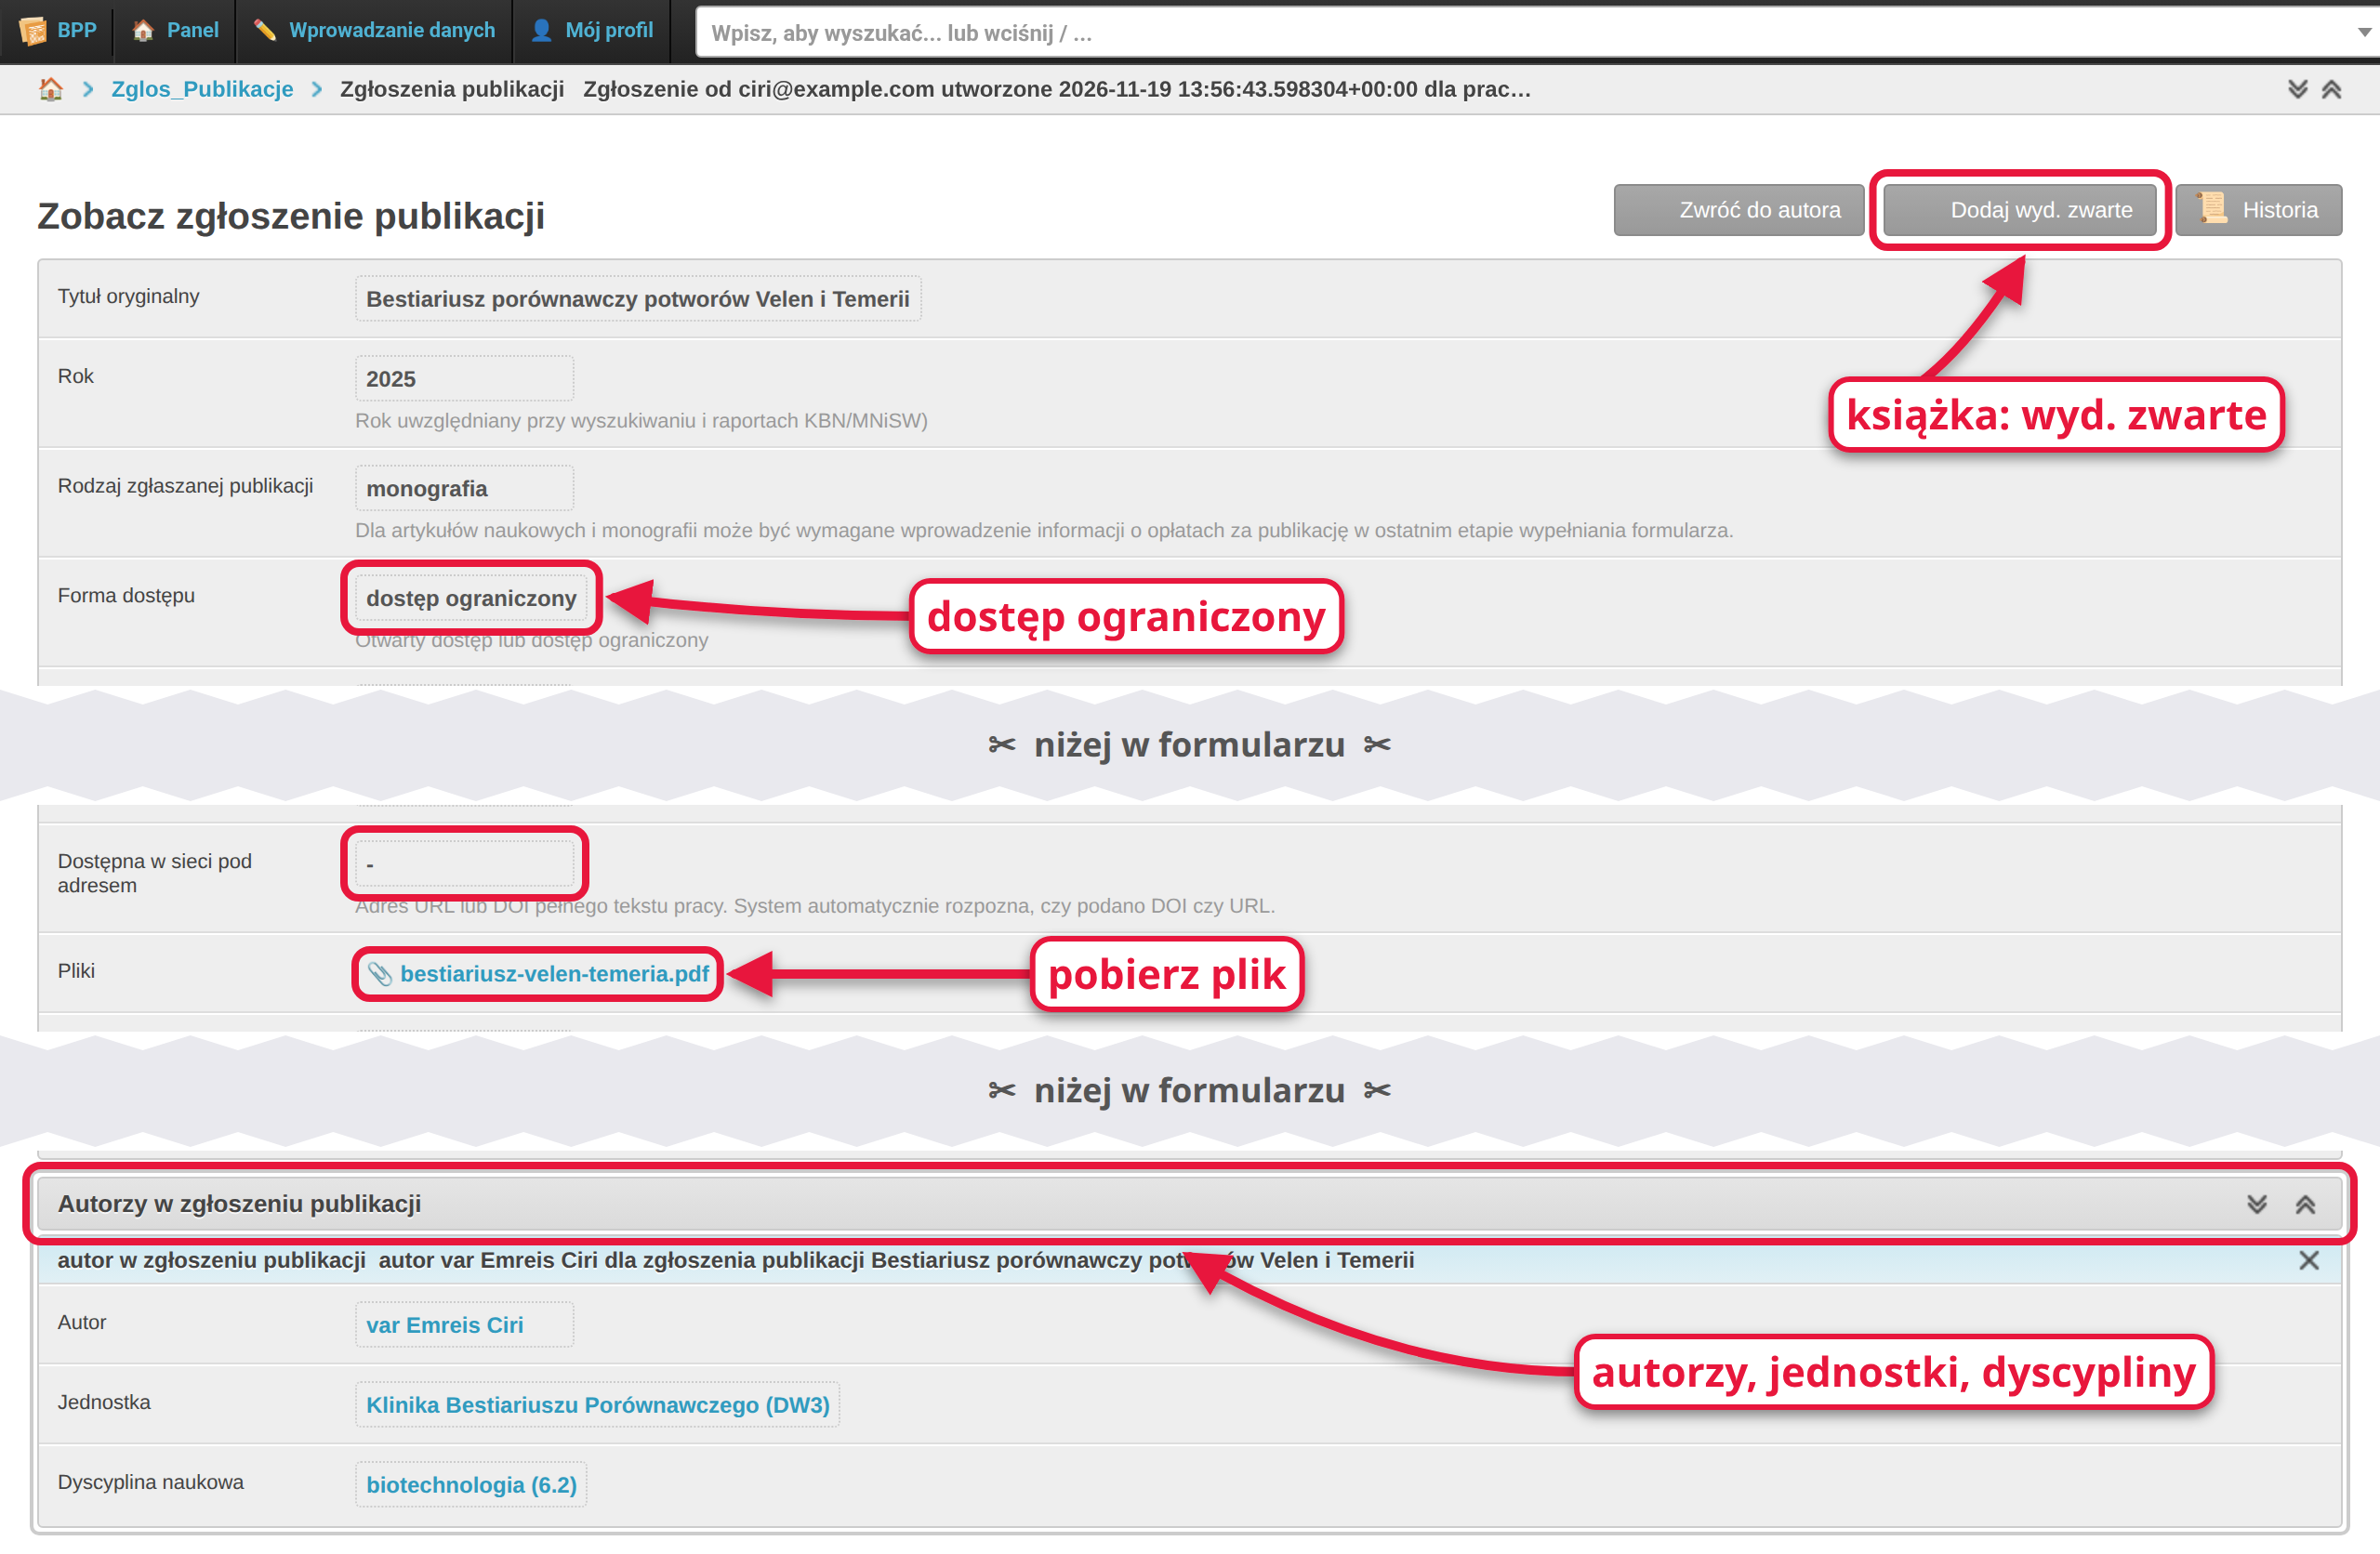 BPP Panel Wprowadzanie danych Mój profil Wpisz, aby wyszukać... lub wciśnij / ...
Zglos_Publikacje Zgłoszenia publikacji Zgłoszenie od ciri@example.com utworzone 2026-11-19 13:56:43.598304+00:00 dla prac…
Zobacz zgłoszenie publikacji
Zwróć do autora Dodaj wyd. zwarte Historia
Tytuł oryginalny Bestiariusz porównawczy potworów Velen i Temerii
Rok 2025
Rok uwzględniany przy wyszukiwaniu i raportach KBN/MNiSW)
książka: wyd. zwarte
Rodzaj zgłaszanej publikacji monografia
Dla artykułów naukowych i monografii może być wymagane wprowadzenie informacji o opłatach za publikację w ostatnim etapie wypełniania formularza.
Forma dostępu dostęp ograniczony
dostęp ograniczony
Otwarty dostęp lub dostęp ograniczony
✂ niżej w formularzu ✂
Dostępna w sieci pod
adresem
-
Adres URL lub DOI pełnego tekstu pracy. System automatycznie rozpozna, czy podano DOI czy URL.
Pliki bestiariusz-velen-temeria.pdf
pobierz plik
✂ niżej w formularzu ✂
Autorzy w zgłoszeniu publikacji
autor w zgłoszeniu publikacji autor var Emreis Ciri dla zgłoszenia publikacji Bestiariusz porównawczy potworów Velen i Temerii
Autor var Emreis Ciri
autorzy, jednostki, dyscypliny
Jednostka Klinika Bestiariuszu Porównawczego (DW3)
Dyscyplina naukowa biotechnologia (6.2)